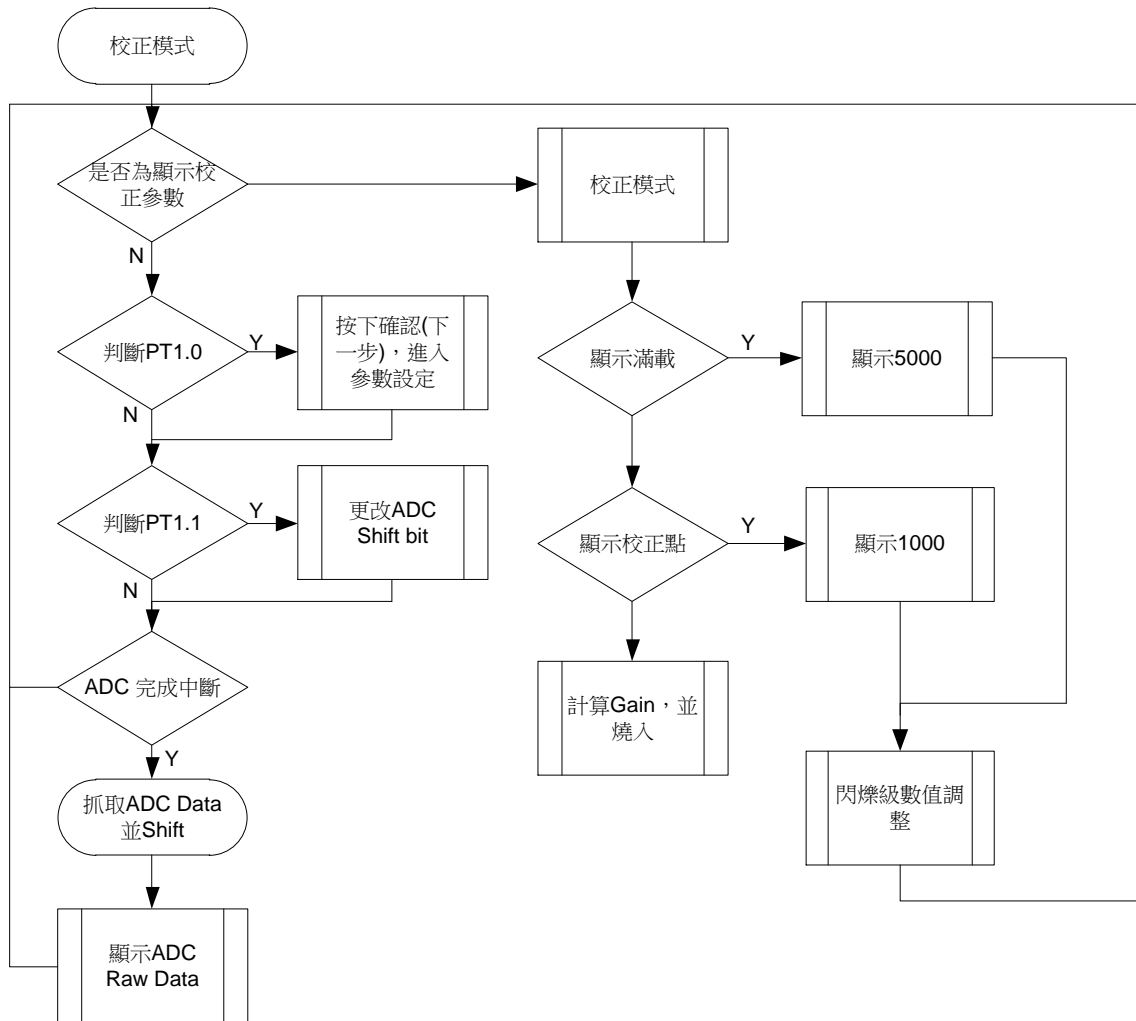 校正模式
是否為顯示校
正參數
N
判斷PT1.0
Y
按下確認(下
一步)，進入
參數設定
N
判斷PT1.1
Y
更改ADC
Shift bit
N
ADC 完成中斷
Y
抓取ADC Data
並Shift
顯示ADC
Raw Data
校正模式
顯示滿載
Y
顯示5000
顯示校正點
Y
顯示1000
計算Gain，並
燒入
閃爍級數值調
整